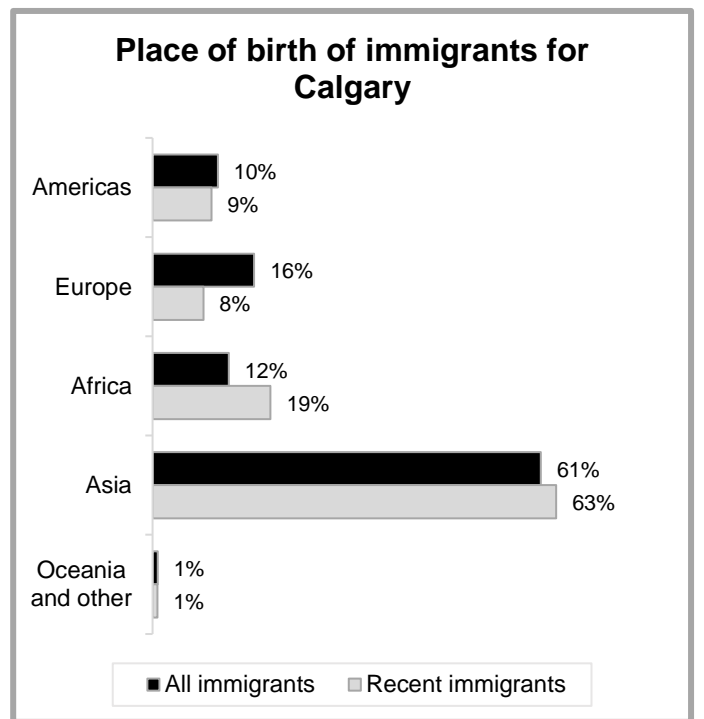 Place of birth of immigrants for
Calgary
Americas
10%
9%
Europe
16%
8%
Africa
12%
19%
Asia
61%
63%
Oceania
and other
1%
1%
All immigrants
Recent immigrants